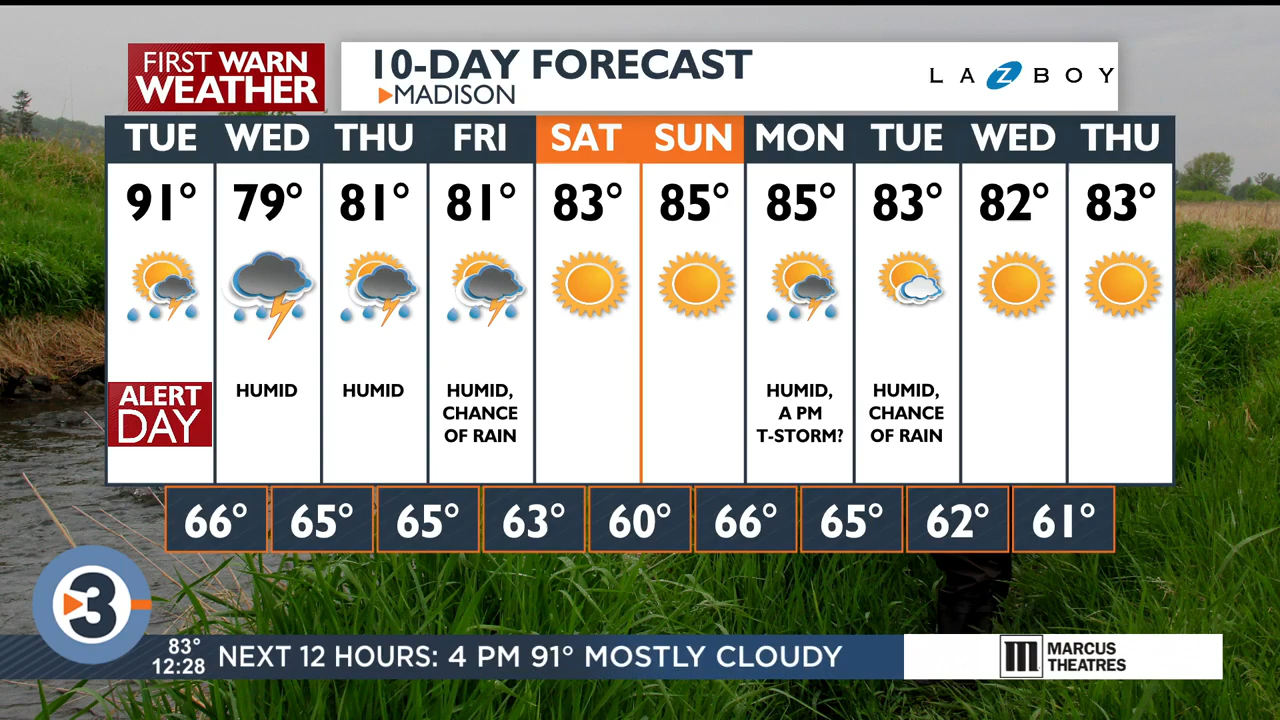 FIRST WARN
WEATHER
10-DAY FORECAST
MADISON
LA Z BOY
TUE WED THU FRI SAT SUN MON TUE WED THU
91° 79° 81° 81° 83° 85° 85° 83° 82° 83°
ALERT
DAY
HUMID
HUMID
HUMID,
CHANCE
OF RAIN
HUMID,
A PM
T-STORM?
HUMID,
CHANCE
OF RAIN
66° 65° 65° 63° 60° 66° 65° 62° 61°
3
83°
12:28
NEXT 12 HOURS: 4 PM 91° MOSTLY CLOUDY
MARCUS
THEATRES